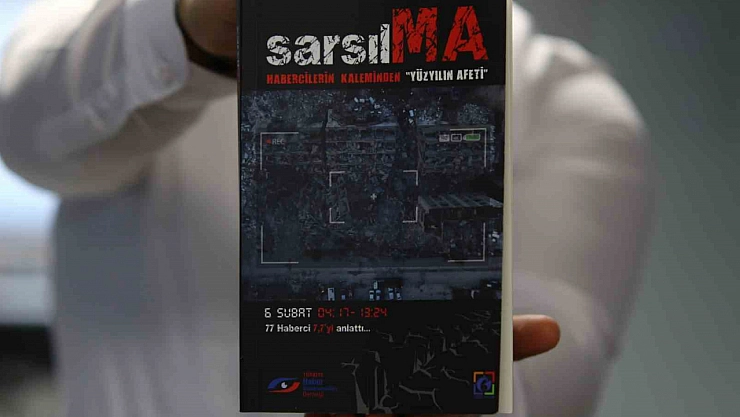 sarsılMA
HABERCİLERİN KALEMİNDEN "YÜZYILIN AFETİ"
REC
6 ŞUBAT 04:17-13:24
77 Haberci 7,7'yi anlattı...